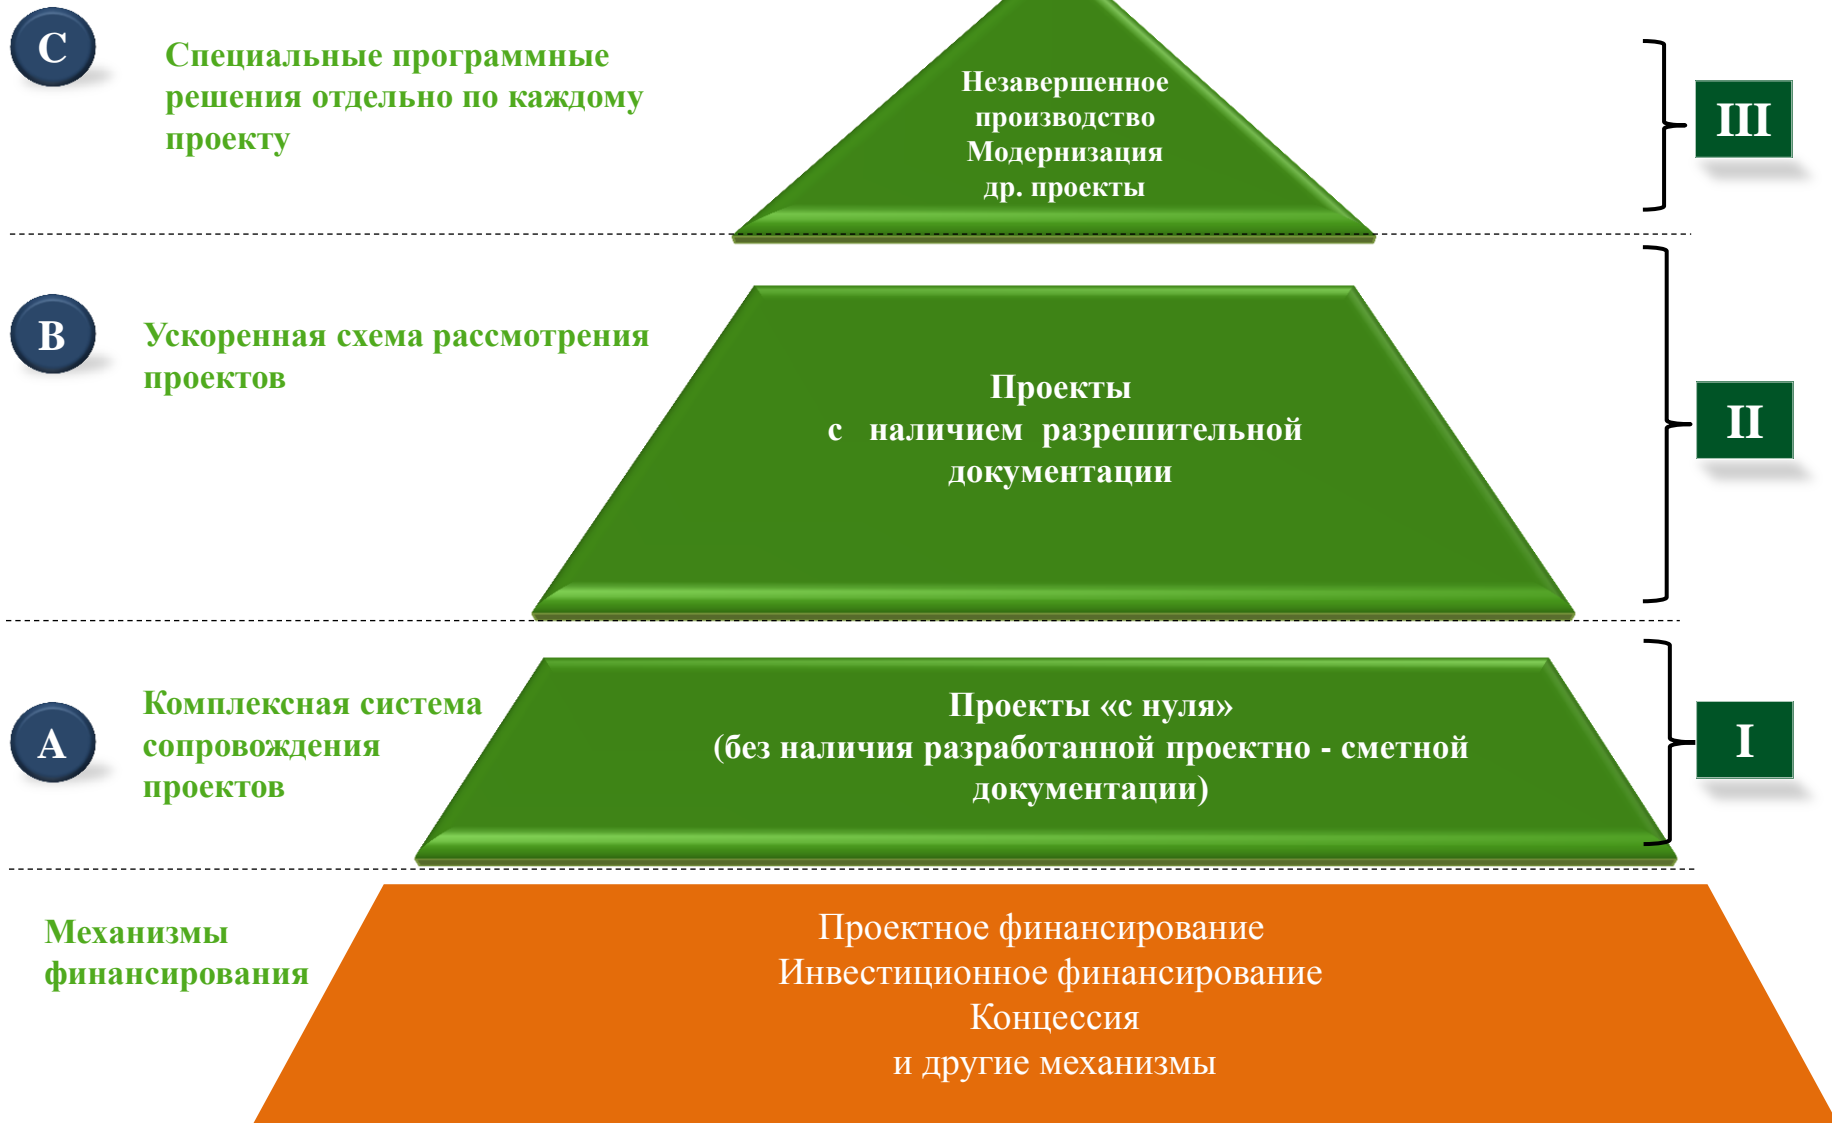 C
Специальные программные
решения отдельно по каждому
проекту
Незавершенное
производство
Модернизация
др. проекты
III
B
Ускоренная схема рассмотрения
проектов
Проекты
с наличием разрешительной
документации
II
A
Комплексная система
сопровождения
проектов
Проекты «с нуля»
(без наличия разработанной проектно - сметной
документации)
I
Механизмы
финансирования
Проектное финансирование
Инвестиционное финансирование
Концессия
и другие механизмы